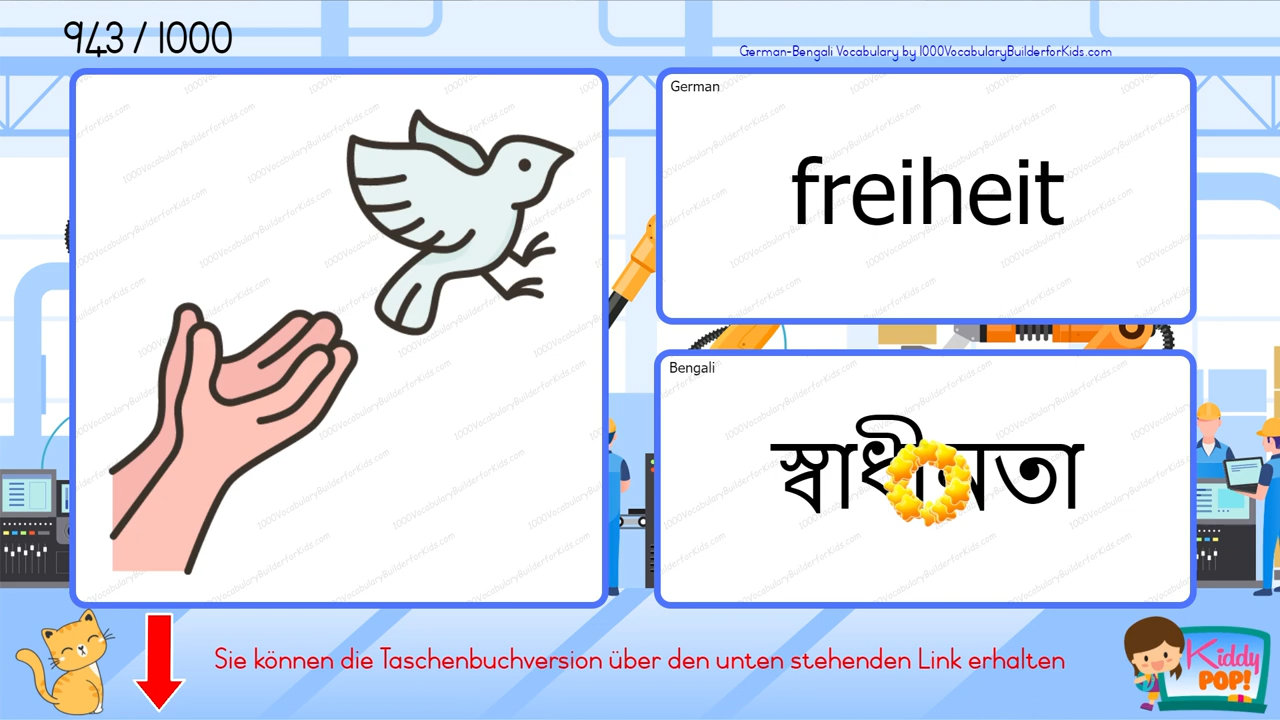 943 / 1000
German-Bengali Vocabulary by 1000VocabularyBuilderforKids.com
German
freiheit
Bengali
স্বাধীনতা
Sie können die Taschenbuchversion über den unten stehenden Link erhalten
Kiddy
POP!